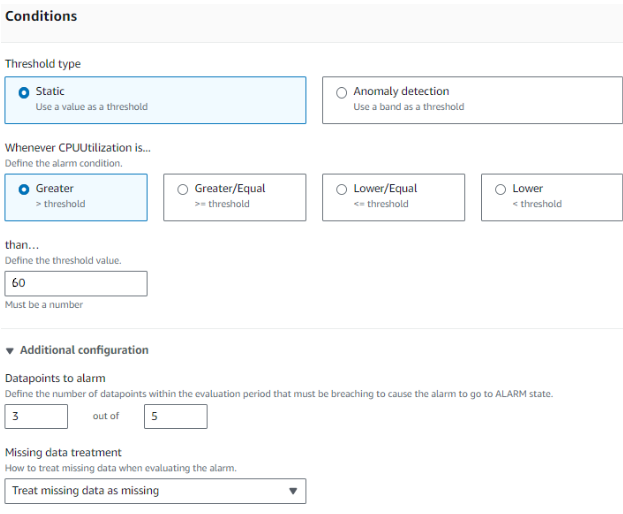 Conditions
Threshold type
Static
Use a value as a threshold
Anomaly detection
Use a band as a threshold
Whenever CPUUtilization is...
Define the alarm condition.
Greater
> threshold
Greater/Equal
>= threshold
Lower/Equal
<= threshold
Lower
< threshold
than...
Define the threshold value.
60
Must be a number
Additional configuration
Datapoints to alarm
Define the number of datapoints within the evaluation period that must be breaching to cause the alarm to go to ALARM state.
3 out of 5
Missing data treatment
How to treat missing data when evaluating the alarm.
Treat missing data as missing